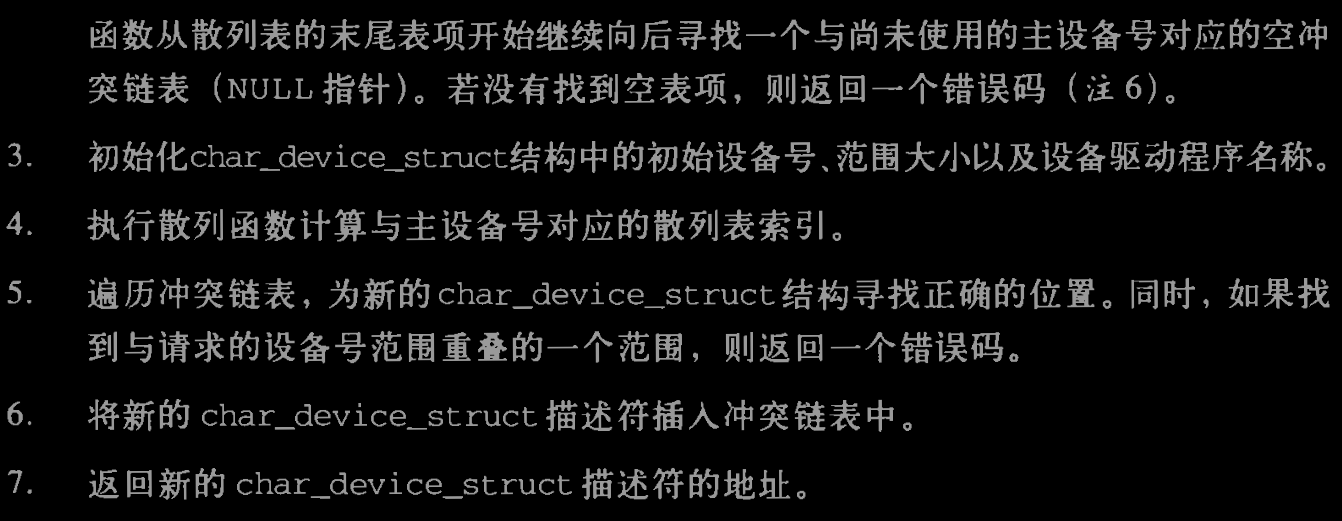 函数从散列表的末尾表项开始继续向后寻找一个与尚未使用的主设备号对应的空冲
突链表（NULL 指针）。若没有找到空表项，则返回一个错误码（注 6）。
3. 初始化char_device_struct结构中的初始设备号、范围大小以及设备驱动程序名称。
4. 执行散列函数计算与主设备号对应的散列表索引。
5. 遍历冲突链表，为新的 char_device_struct 结构寻找正确的位置。同时，如果找
到与请求的设备号范围重叠的一个范围，则返回一个错误码。
6. 将新的 char_device_struct 描述符插入冲突链表中。
7. 返回新的 char_device_struct 描述符的地址。